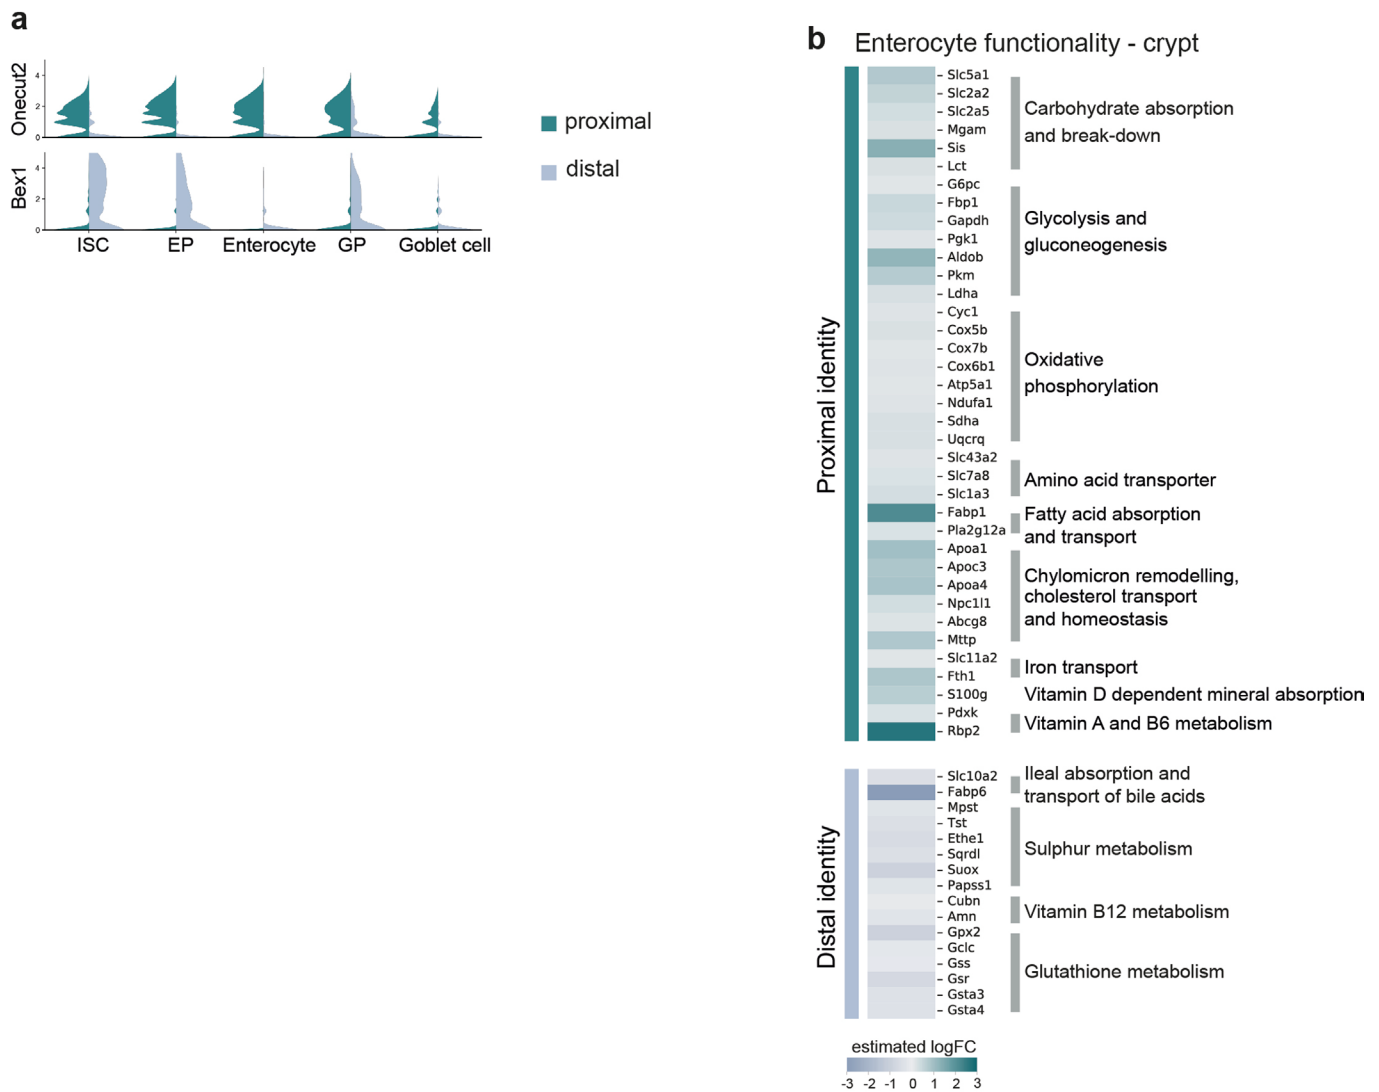 a
Onecut2
4
2
0
Bex1
4
2
0
ISC
EP
Enterocyte
GP
Goblet cell
proximal
distal
b
Enterocyte functionality - crypt
Proximal identity
Slc5a1
Slc2a2
Slc2a5
Mgam
Sis
Lct
G6pc
Fbp1
Gapdh
Pgk1
Aldob
Pkm
Ldha
Cyc1
Cox5b
Cox7b
Cox6b1
Atp5a1
Ndufa1
Sdha
Uqcrq
Slc43a2
Slc7a8
Slc1a3
Fabp1
Pla2g12a
Apoa1
Apoc3
Apoa4
Npc1l1
Abcg8
Mttp
Slc11a2
Fth1
S100g
Pdxk
Rbp2
Carbohydrate absorption
and break-down
Glycolysis and
gluconeogenesis
Oxidative
phosphorylation
Amino acid transporter
Fatty acid absorption
and transport
Chylomicron remodelling,
cholesterol transport
and homeostasis
Iron transport
Vitamin D dependent mineral absorption
Vitamin A and B6 metabolism
Distal identity
Slc10a2
Fabp6
Mpst
Tst
Ethe1
Sqrdl
Suox
Papss1
Cubn
Amn
Gpx2
Gclc
Gss
Gsr
Gsta3
Gsta4
Ileal absorption and
transport of bile acids
Sulphur metabolism
Vitamin B12 metabolism
Glutathione metabolism
estimated logFC
-3 -2 -1 0 1 2 3